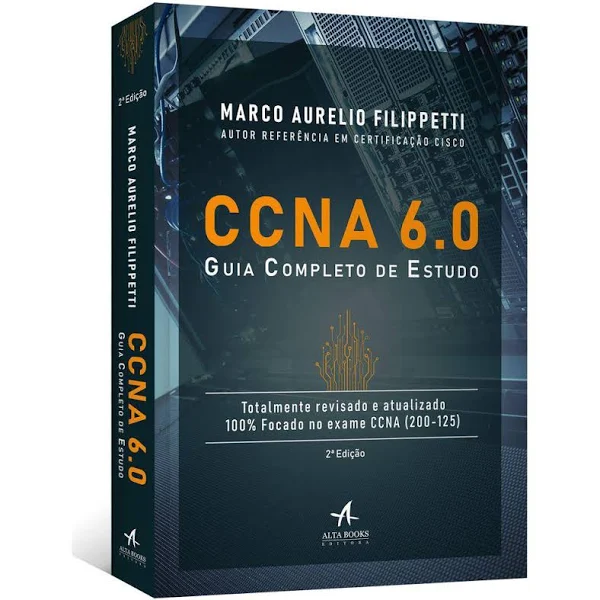 2ª Edição
MARCO AURELIO FILIPPETTI
CCNA 6.0
GUIA COMPLETO DE ESTUDO
ALTA BOOKS
EDITORA
MARCO AURELIO FILIPPETTI
AUTOR REFERÊNCIA EM CERTIFICAÇÃO CISCO
CCNA 6.0
GUIA COMPLETO DE ESTUDO
Totalmente revisado e atualizado
100% Focado no exame CCNA (200-125)
2ª Edição
ALTA BOOKS
EDITORA